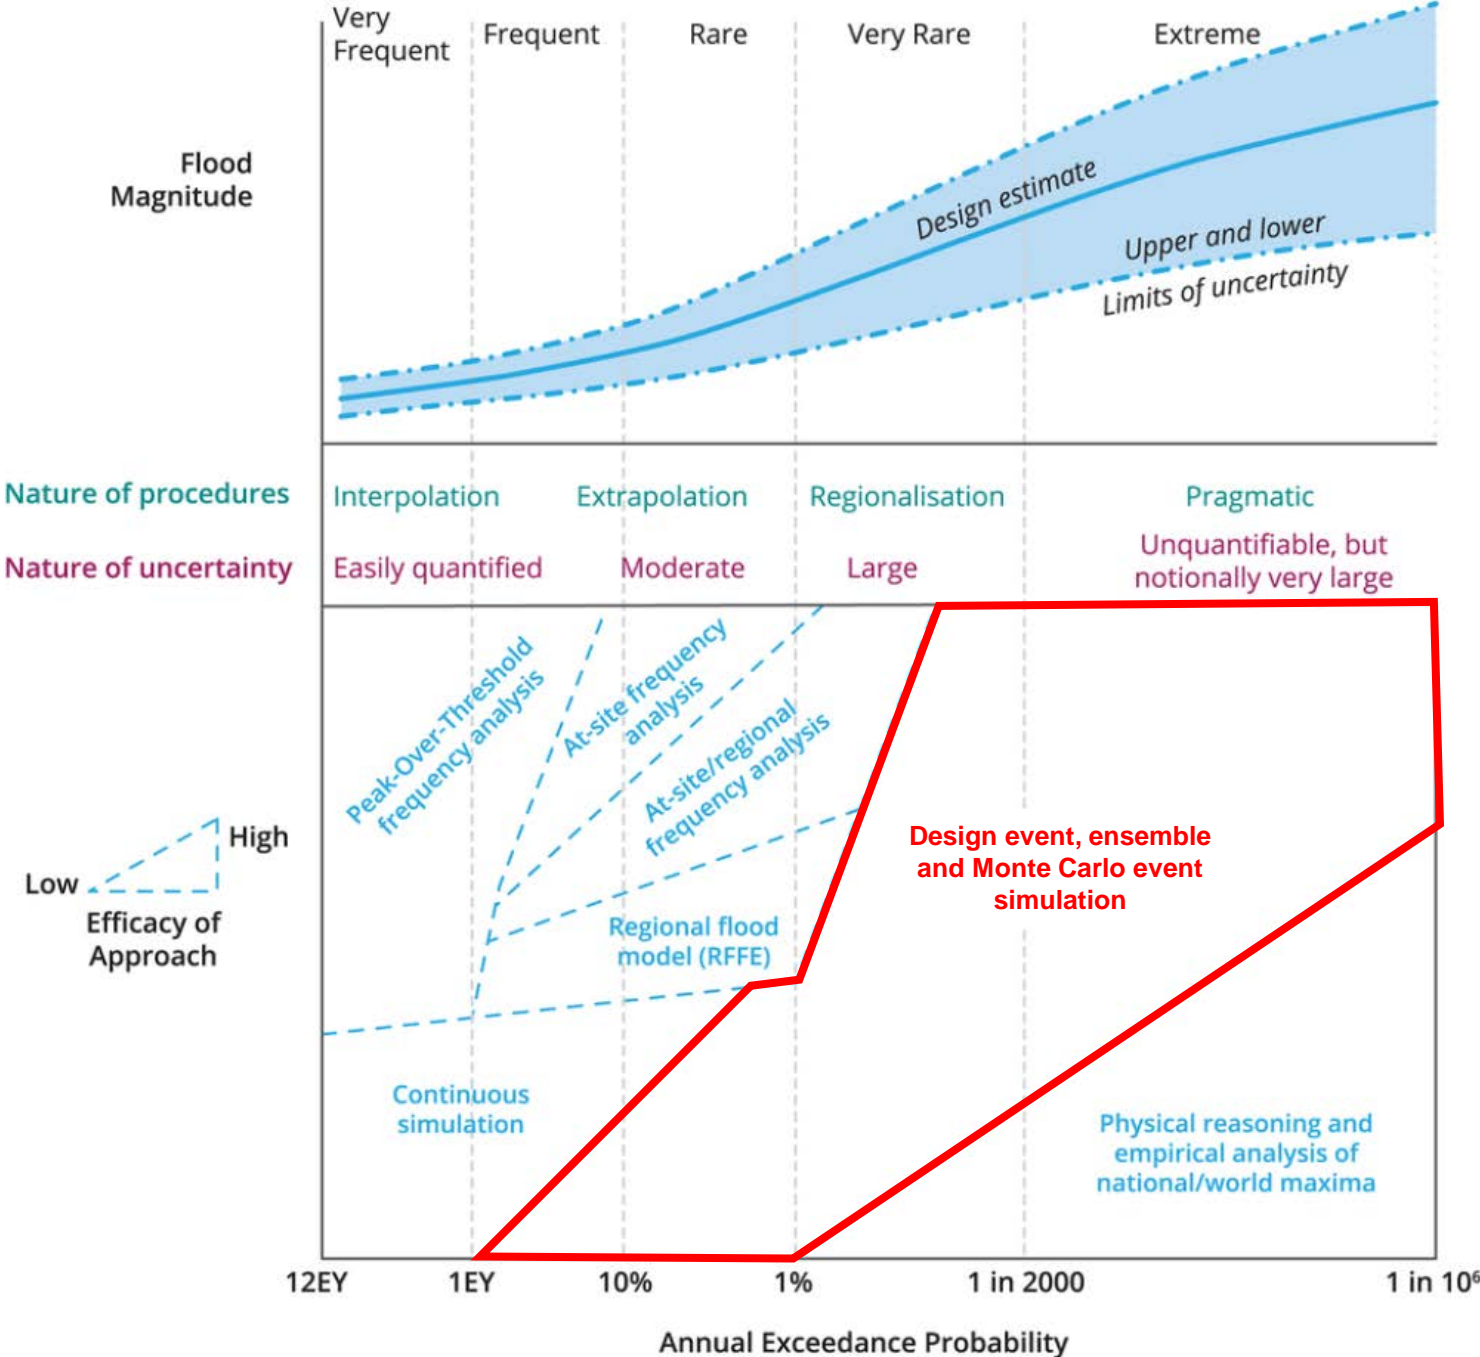 Very
Frequent
Frequent
Rare
Very Rare
Extreme
Flood
Magnitude
Design estimate
Upper and lower
Limits of uncertainty
Nature of procedures
Interpolation
Extrapolation
Regionalisation
Pragmatic
Nature of uncertainty
Easily quantified
Moderate
Large
Unquantifiable, but
notionally very large
Peak-Over-Threshold
frequency analysis
At-site frequency
analysis
At-site/regional
frequency analysis
Regional flood
model (RFFE)
Design event, ensemble
and Monte Carlo event
simulation
High
Low
Efficacy of
Approach
Continuous
simulation
Physical reasoning and
empirical analysis of
national/world maxima
12EY
1EY
10%
1%
1 in 2000
1 in 10⁶
Annual Exceedance Probability